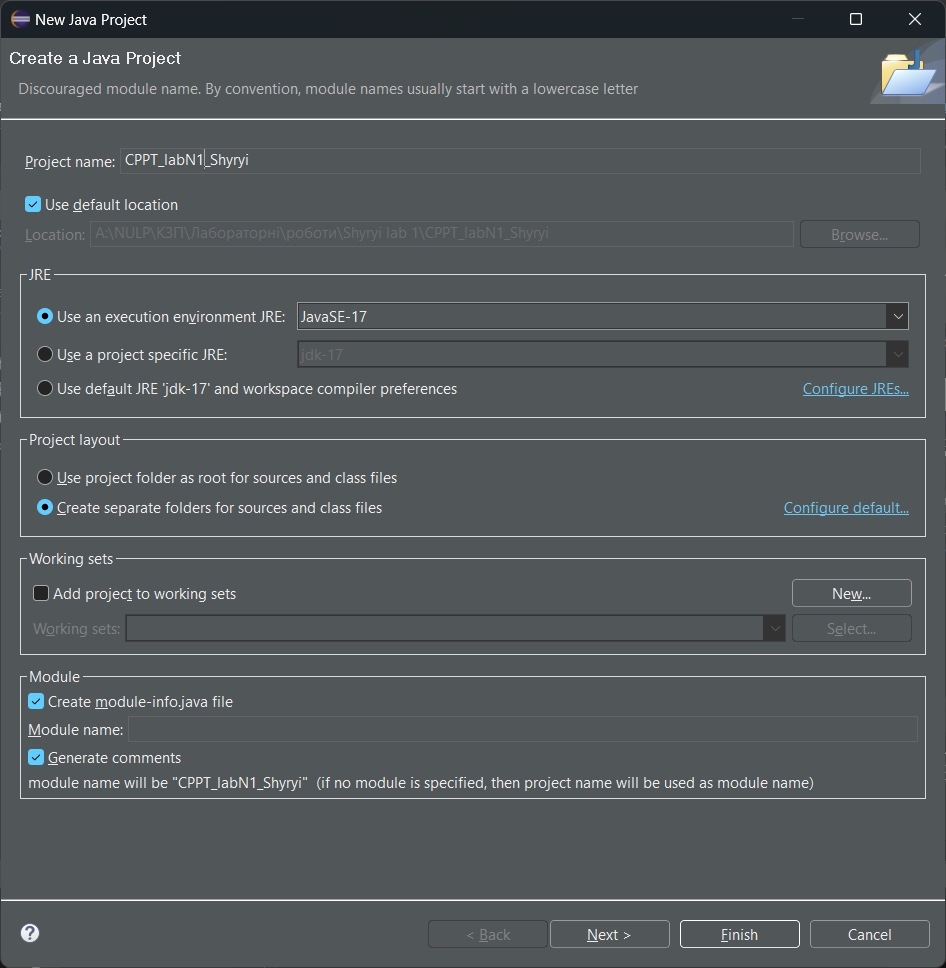 New Java Project
Create a Java Project
Discouraged module name. By convention, module names usually start with a lowercase letter
Project name: CPPT_labN1_Shyryi
Use default location
Location: A:\NULP\КЗП\Лабораторні\роботи\Shyryi lab 1\CPPT_labN1_Shyryi Browse...
JRE
Use an execution environment JRE: JavaSE-17
Use a project specific JRE: jdk-17
Use default JRE 'jdk-17' and workspace compiler preferences Configure JREs...
Project layout
Use project folder as root for sources and class files
Create separate folders for sources and class files Configure default...
Working sets
Add project to working sets New...
Working sets: Select...
Module
Create module-info.java file
Module name:
Generate comments
module name will be "CPPT_labN1_Shyryi" (if no module is specified, then project name will be used as module name)
? < Back Next > Finish Cancel